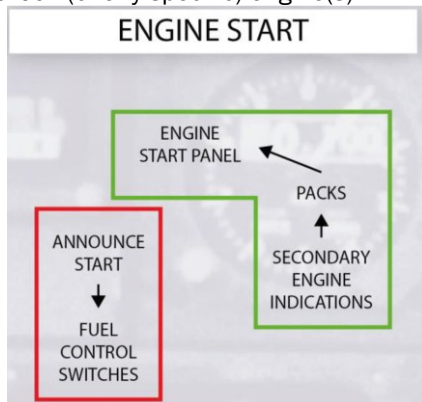 ENGINE START
ENGINE
START PANEL
PACKS
SECONDARY
ENGINE
INDICATIONS
ANNOUNCE
START
FUEL
CONTROL
SWITCHES